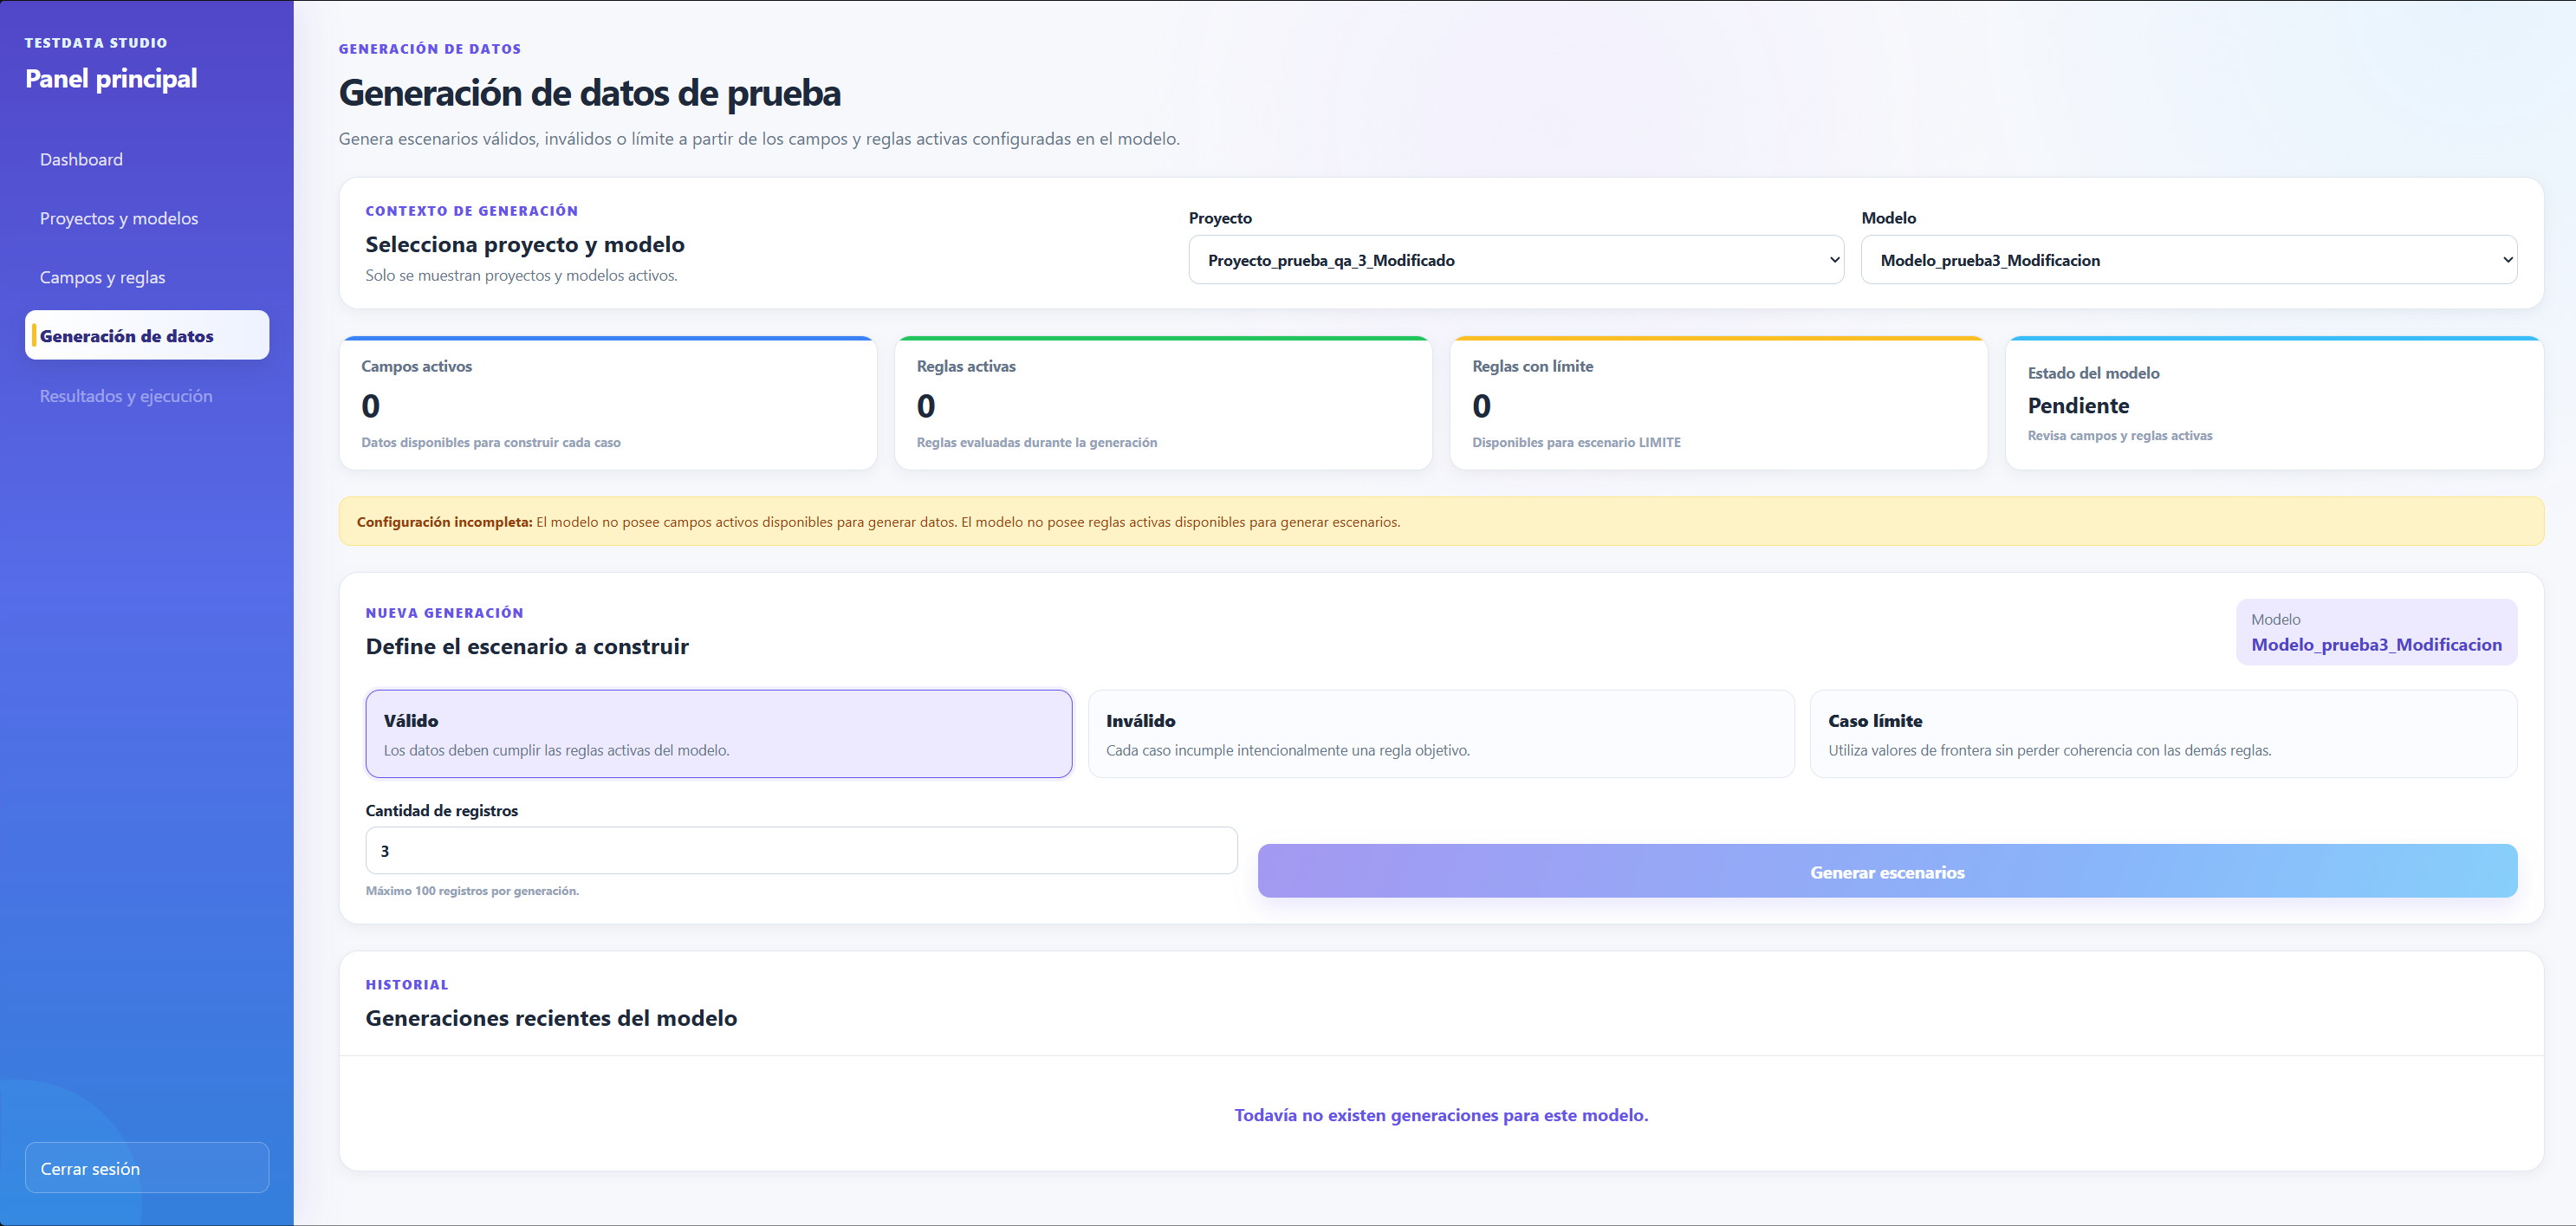 TESTDATA STUDIO
Panel principal
Dashboard
Proyectos y modelos
Campos y reglas
Generación de datos
Resultados y ejecución
Cerrar sesión
GENERACIÓN DE DATOS
Generación de datos de prueba
Genera escenarios válidos, inválidos o límite a partir de los campos y reglas activas configuradas en el modelo.
CONTEXTO DE GENERACIÓN
Selecciona proyecto y modelo
Solo se muestran proyectos y modelos activos.
Proyecto
Proyecto_prueba_qa_3_Modificado
Modelo
Modelo_prueba3_Modificacion
Campos activos
0
Datos disponibles para construir cada caso
Reglas activas
0
Reglas evaluadas durante la generación
Reglas con límite
0
Disponibles para escenario LIMITE
Estado del modelo
Pendiente
Revisa campos y reglas activas
Configuración incompleta: El modelo no posee campos activos disponibles para generar datos. El modelo no posee reglas activas disponibles para generar escenarios.
NUEVA GENERACIÓN
Define el escenario a construir
Modelo
Modelo_prueba3_Modificacion
Válido
Los datos deben cumplir las reglas activas del modelo.
Inválido
Cada caso incumple intencionalmente una regla objetivo.
Caso límite
Utiliza valores de frontera sin perder coherencia con las demás reglas.
Cantidad de registros
3
Máximo 100 registros por generación.
Generar escenarios
HISTORIAL
Generaciones recientes del modelo
Todavía no existen generaciones para este modelo.